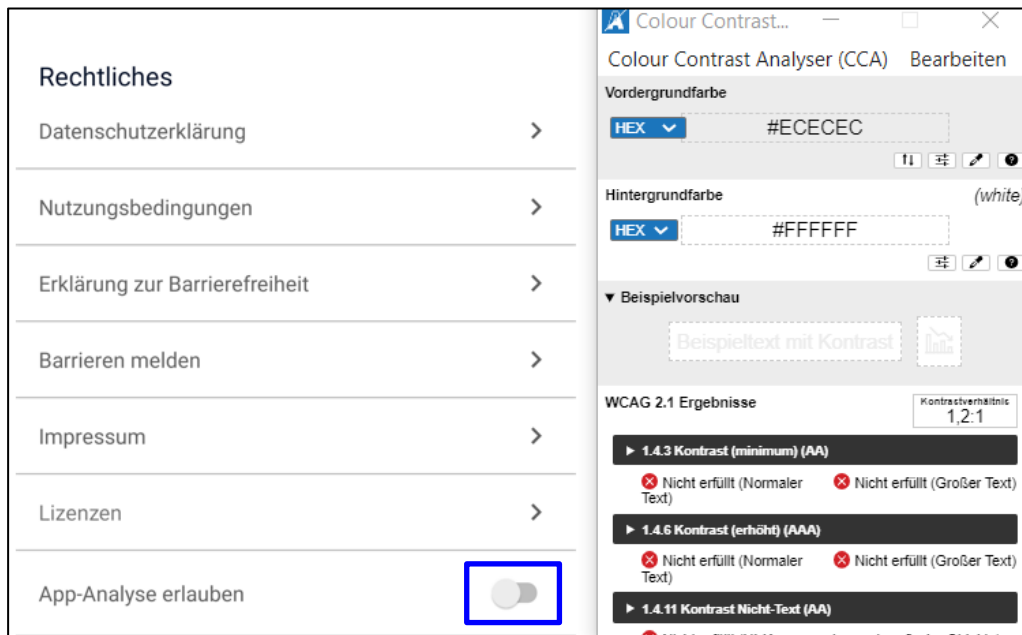 Rechtliches
Datenschutzerklärung
Nutzungsbedingungen
Erklärung zur Barrierefreiheit
Barrieren melden
Impressum
Lizenzen
App-Analyse erlauben
Colour Contrast...
Colour Contrast Analyser (CCA) Bearbeiten
Vordergrundfarbe
HEX #ECECEC
Hintergrundfarbe (white)
HEX #FFFFFF
▼ Beispielvorschau
Beispieltext mit Kontrast
WCAG 2.1 Ergebnisse
Kontrastverhältnis
1,2:1
1.4.3 Kontrast (minimum) (AA)
Nicht erfüllt (Normaler Text) Nicht erfüllt (Großer Text)
1.4.6 Kontrast (erhöht) (AAA)
Nicht erfüllt (Normaler Text) Nicht erfüllt (Großer Text)
1.4.11 Kontrast Nicht-Text (AA)